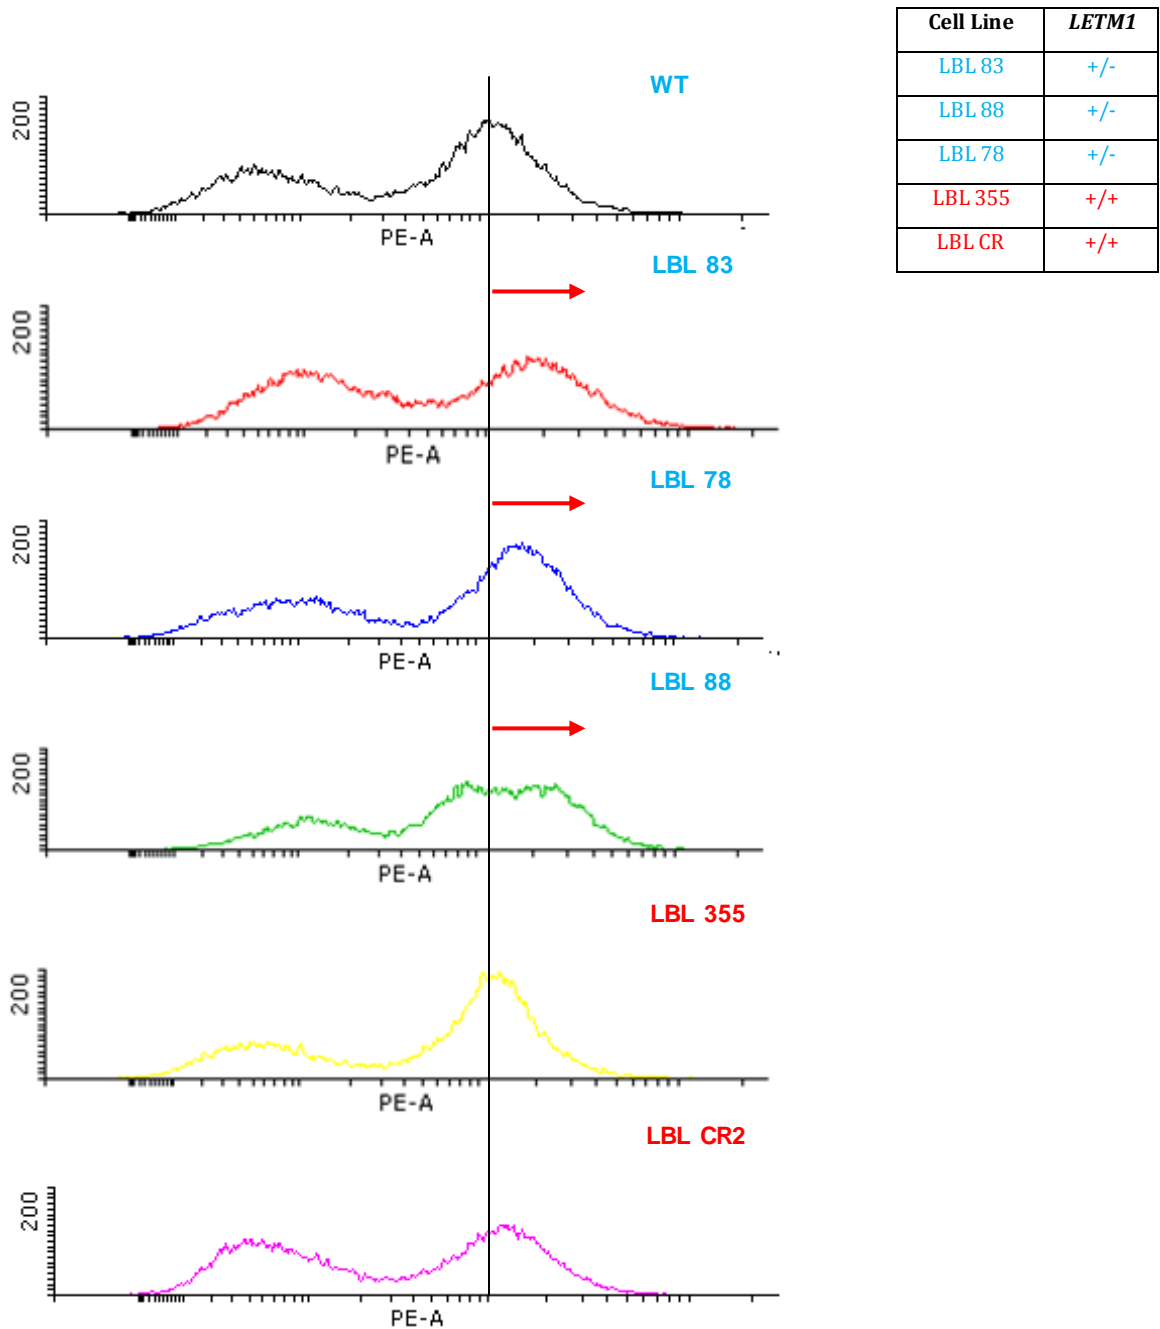 Cell Line LETM1
LBL 83 +/-
LBL 88 +/-
LBL 78 +/-
LBL 355 +/+
LBL CR +/+
WT
200
PE-A
LBL 83
200
PE-A
LBL 78
200
PE-A
LBL 88
200
PE-A
LBL 355
200
PE-A
LBL CR2
200
PE-A